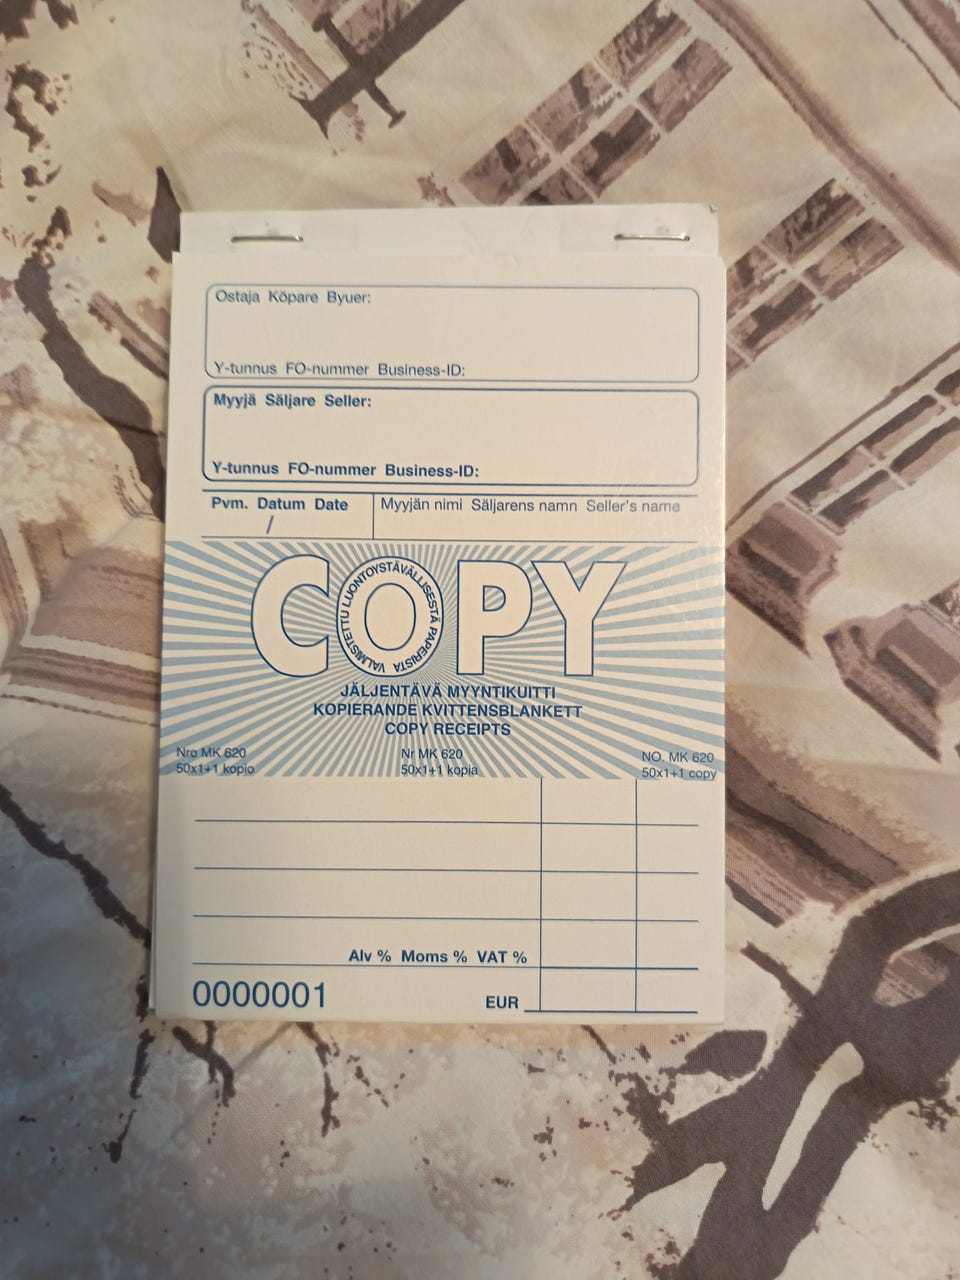 Ostaja Köpare Byuer:
Y-tunnus FO-nummer Business-ID:
Myyjä Säljare Seller:
Y-tunnus FO-nummer Business-ID:
Pvm. Datum Date
/
Myyjän nimi Säljarens namn Seller's name
COPY
VALMISTETTU LUONTOYSTÄVÄLLISESTÄ PAPERISTA
JÄLJENTÄVÄ MYYNTIKUITTI
KOPIERANDE KVITTENSBLANKETT
COPY RECEIPTS
Nro MK 620
50x1+1 kopio
Nr MK 620
50x1+1 kopia
NO. MK 620
50x1+1 copy
Alv % Moms % VAT %
0000001
EUR